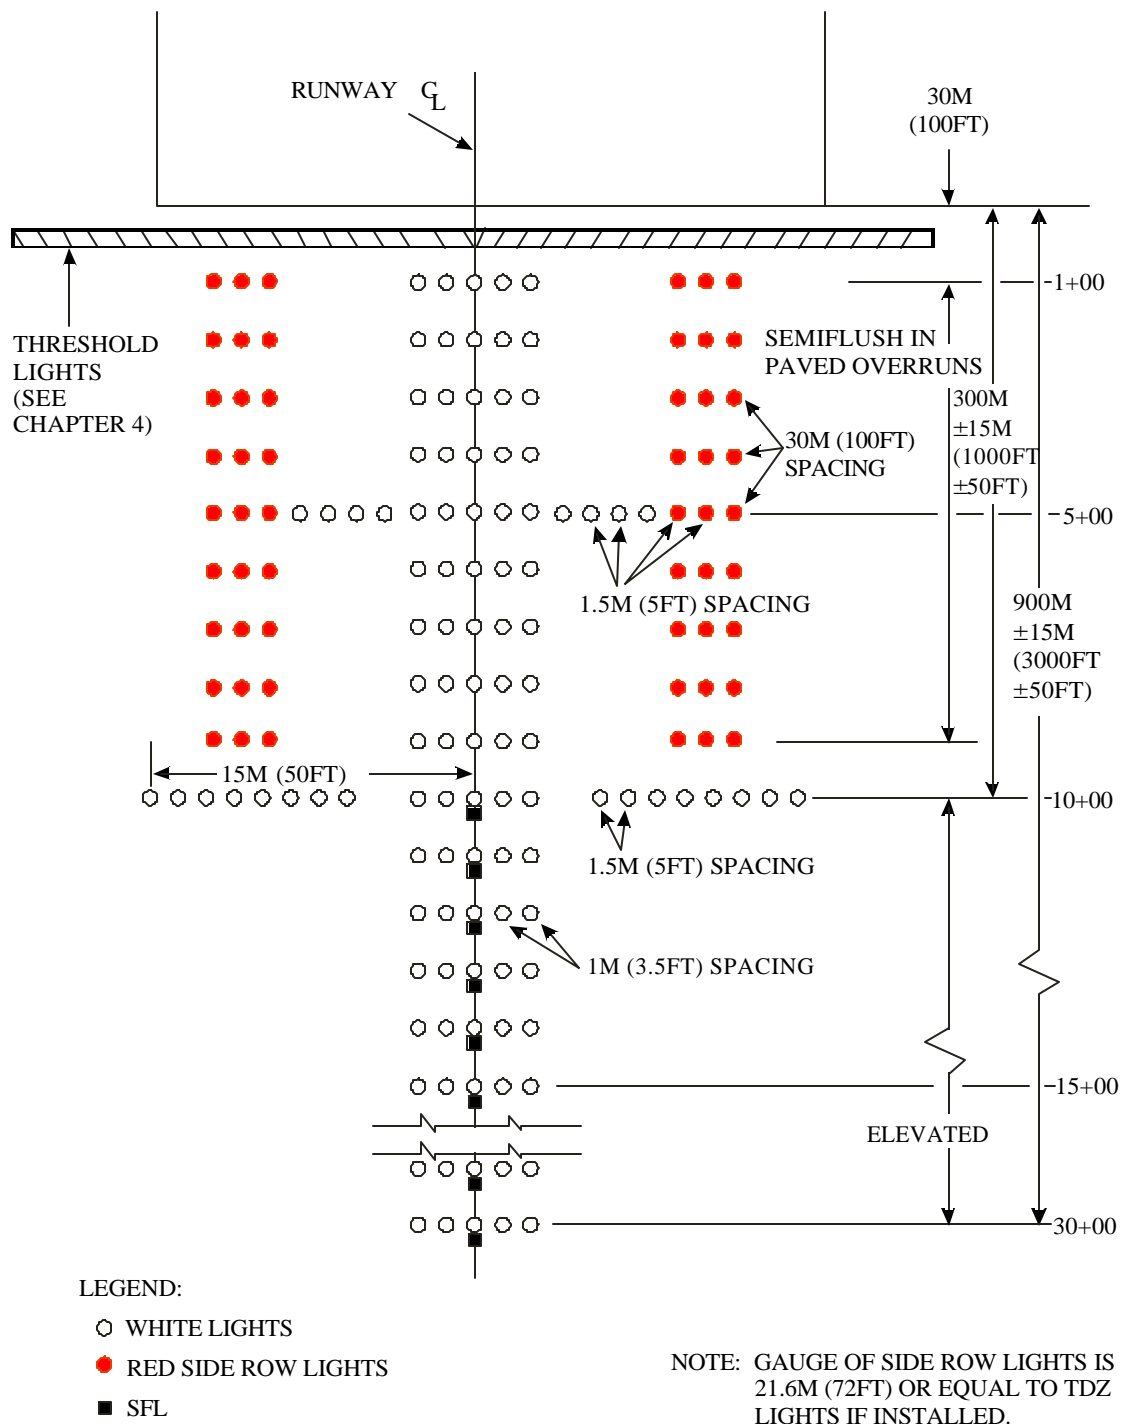 RUNWAY CL
30M
(100FT)
1+00
THRESHOLD
LIGHTS
(SEE
CHAPTER 4)
SEMIFLUSH IN
PAVED OVERRUNS
300M
±15M
(1000FT
±50FT)
30M (100FT)
SPACING
5+00
1.5M (5FT) SPACING
900M
±15M
(3000FT
±50FT)
15M (50FT)
10+00
1.5M (5FT) SPACING
1M (3.5FT) SPACING
15+00
ELEVATED
30+00
LEGEND:
WHITE LIGHTS
RED SIDE ROW LIGHTS
SFL
NOTE: GAUGE OF SIDE ROW LIGHTS IS
21.6M (72FT) OR EQUAL TO TDZ
LIGHTS IF INSTALLED.